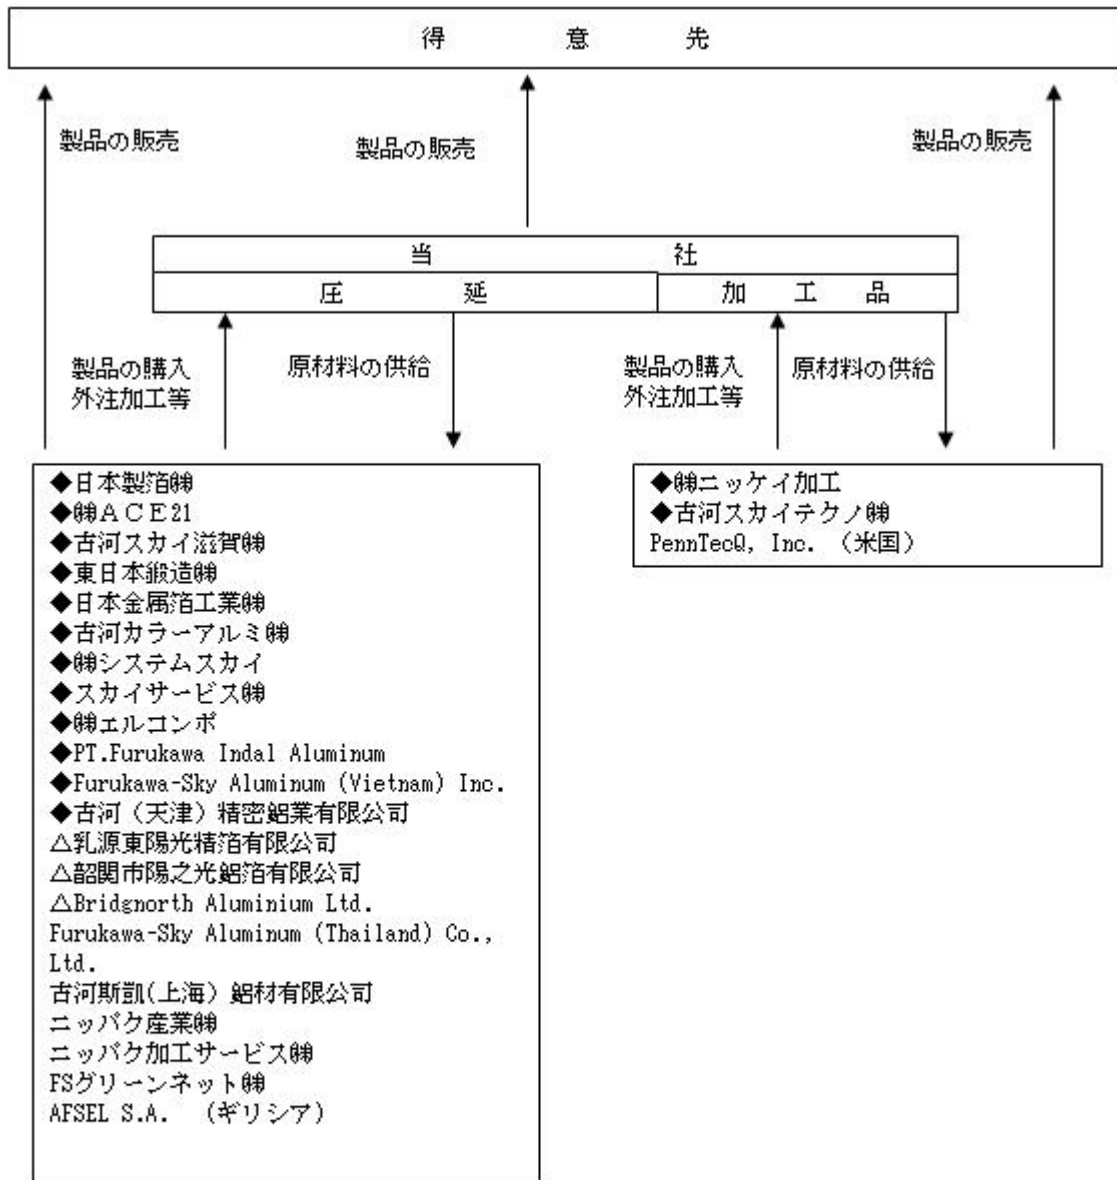 得意先
製品の販売
製品の販売
製品の販売
当社
圧延
加工品
製品の購入
外注加工等
原材料の供給
製品の購入
外注加工等
原材料の供給
◆日本製箔㈱
◆㈱ＡＣＥ21
◆古河スカイ滋賀㈱
◆東日本鍛造㈱
◆日本金属箔工業㈱
◆古河カラーアルミ㈱
◆㈱システムスカイ
◆スカイサービス㈱
◆㈱エルコンポ
◆PT.Furukawa Indal Aluminum
◆Furukawa-Sky Aluminum (Vietnam) Inc.
◆古河（天津）精密鋁業有限公司
△乳源東陽光精箔有限公司
△韶関市陽之光鋁箔有限公司
△Bridgnorth Aluminium Ltd.
Furukawa-Sky Aluminum (Thailand) Co.,
Ltd.
古河斯凱(上海）鋁材有限公司
ニッパク産業㈱
ニッパク加工サービス㈱
FSグリーンネット㈱
AFSEL S.A. （ギリシア）
◆㈱ニッケイ加工
◆古河スカイテクノ㈱
PennTecQ, Inc. （米国）